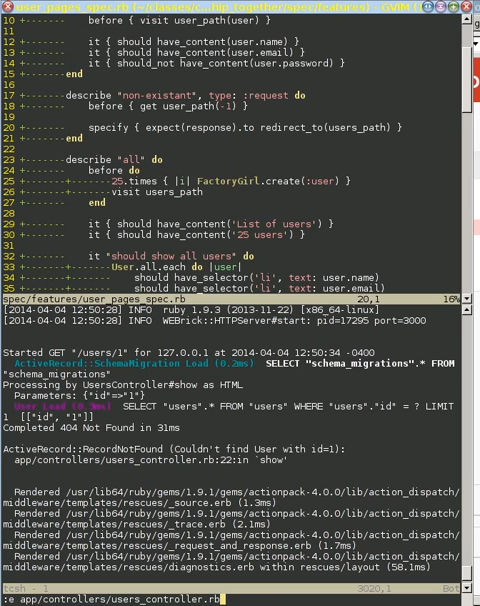 user_pages_spec.rb (~/classes/c...hip_together/spec/features) - GVIM (
10 +------- before { visit user_path(user) }
11
12 +------- it { should have_content(user.name) }
13 +------- it { should have_content(user.email) }
14 +------- it { should_not have_content(user.password) }
15 +-------end
16
17 +-------describe "non-existant", type: :request do
18 +------- before { get user_path(-1) }
19
20 +------- specify { expect(response).to redirect_to(users_path) }
21 +-------end
22
23 +-------describe "all" do
24 +------- before do
25 +-------+-------25.times { |i| FactoryGirl.create(:user) }
26 +-------+-------visit users_path
27 +------- end
28
29 +------- it { should have_content('List of users') }
30 +------- it { should have_content('25 users') }
31
32 +------- it "should show all users" do
33 +-------+-------User.all.each do |user|
34 +-------+------- should have_selector('li', text: user.name)
35 +-------+------- should have_selector('li', text: user.email)
spec/features/user_pages_spec.rb 20,1 16%
[2014-04-04 12:50:28] INFO ruby 1.9.3 (2013-11-22) [x86_64-linux]
[2014-04-04 12:50:28] INFO WEBrick::HTTPServer#start: pid=17295 port=3000
Started GET "/users/1" for 127.0.0.1 at 2014-04-04 12:50:34 -0400
ActiveRecord::SchemaMigration Load (0.2ms) SELECT "schema_migrations".* FROM
"schema_migrations"
Processing by UsersController#show as HTML
Parameters: {"id"=>"1"}
User Load SELECT "users".* FROM "users" WHERE "users"."id" = ? LIMIT
1 [["id", "1"]]
Completed 404 Not Found in 31ms
ActiveRecord::RecordNotFound (Couldn't find User with id=1):
app/controllers/users_controller.rb:22:in `show'
Rendered /usr/lib64/ruby/gems/1.9.1/gems/actionpack-4.0.0/lib/action_dispatch/
middleware/templates/rescues/_source.erb (1.3ms)
Rendered /usr/lib64/ruby/gems/1.9.1/gems/actionpack-4.0.0/lib/action_dispatch/
middleware/templates/rescues/_trace.erb (2.1ms)
Rendered /usr/lib64/ruby/gems/1.9.1/gems/actionpack-4.0.0/lib/action_dispatch/
middleware/templates/rescues/_request_and_response.erb (1.7ms)
Rendered /usr/lib64/ruby/gems/1.9.1/gems/actionpack-4.0.0/lib/action_dispatch/
middleware/templates/rescues/diagnostics.erb within rescues/layout (58.1ms)
tcsh - 1 3020,1 Bot
:e app/controllers/users_controller.rb